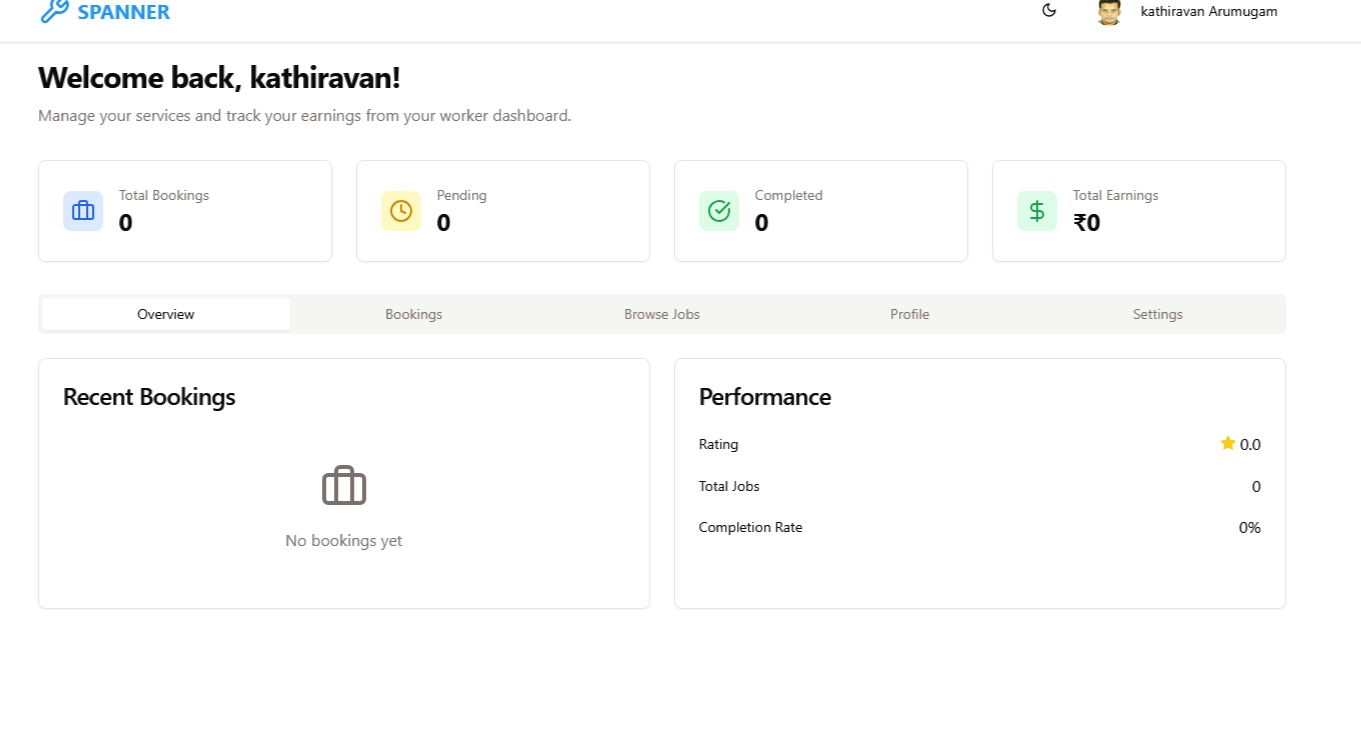 SPANNER
kathiravan Arumugam
Welcome back, kathiravan!
Manage your services and track your earnings from your worker dashboard.
Total Bookings
0
Pending
0
Completed
0
Total Earnings
₹0
Overview
Bookings
Browse Jobs
Profile
Settings
Recent Bookings
No bookings yet
Performance
Rating
0.0
Total Jobs
0
Completion Rate
0%